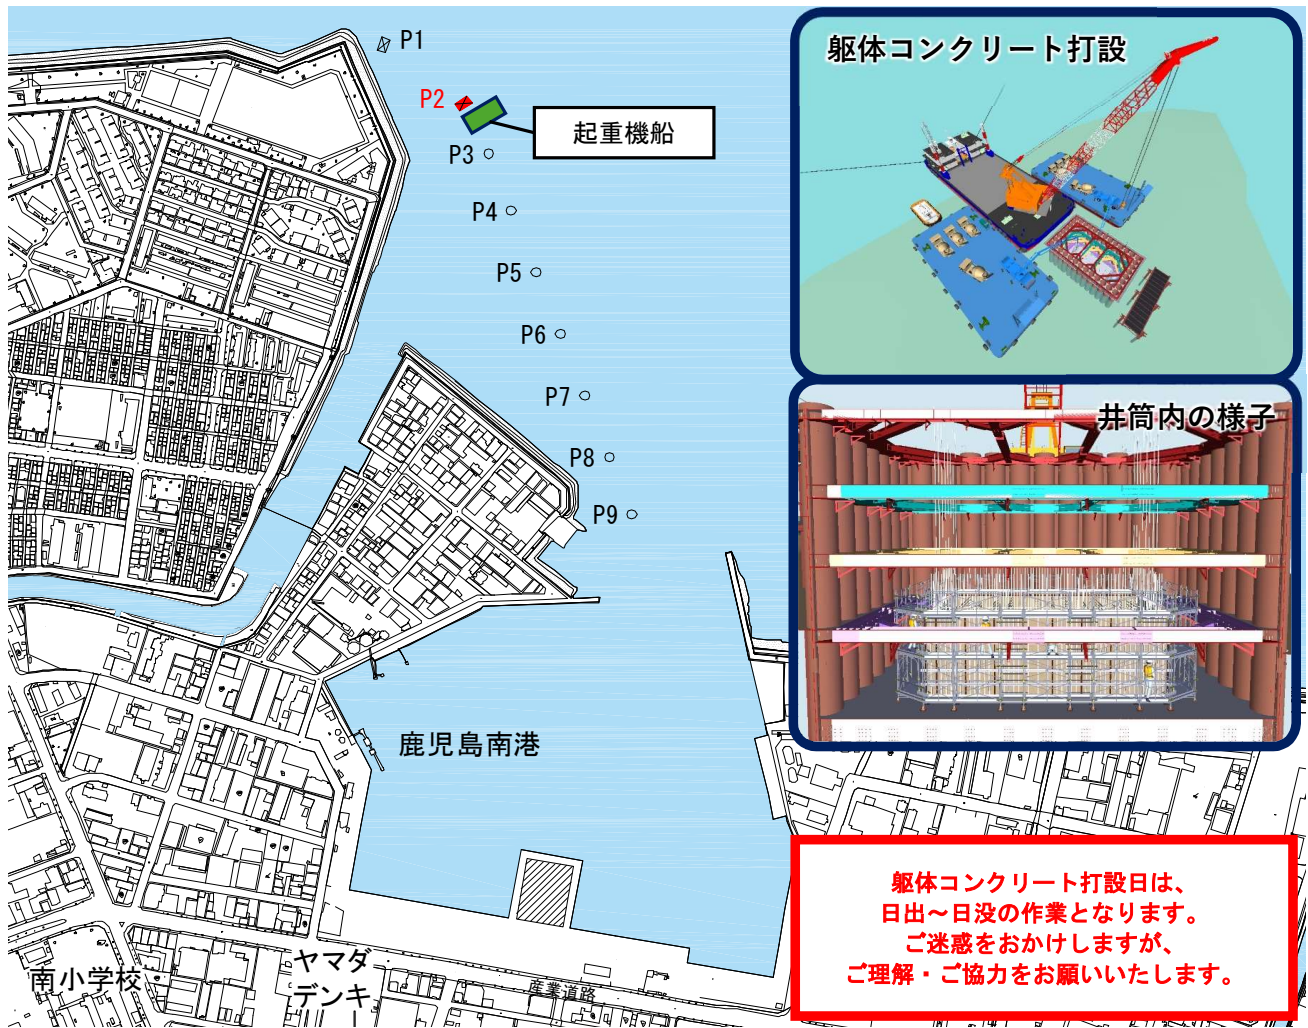 P1
P2
起重機船
P3
P4
P5
P6
P7
P8
P9
鹿児島南港
南小学校
ヤマダ
デンキ
産業道路
躯体コンクリート打設
井筒内の様子
躯体コンクリート打設日は、
日出～日没の作業となります。
ご迷惑をおかけしますが、
ご理解・ご協力をお願いいたします。